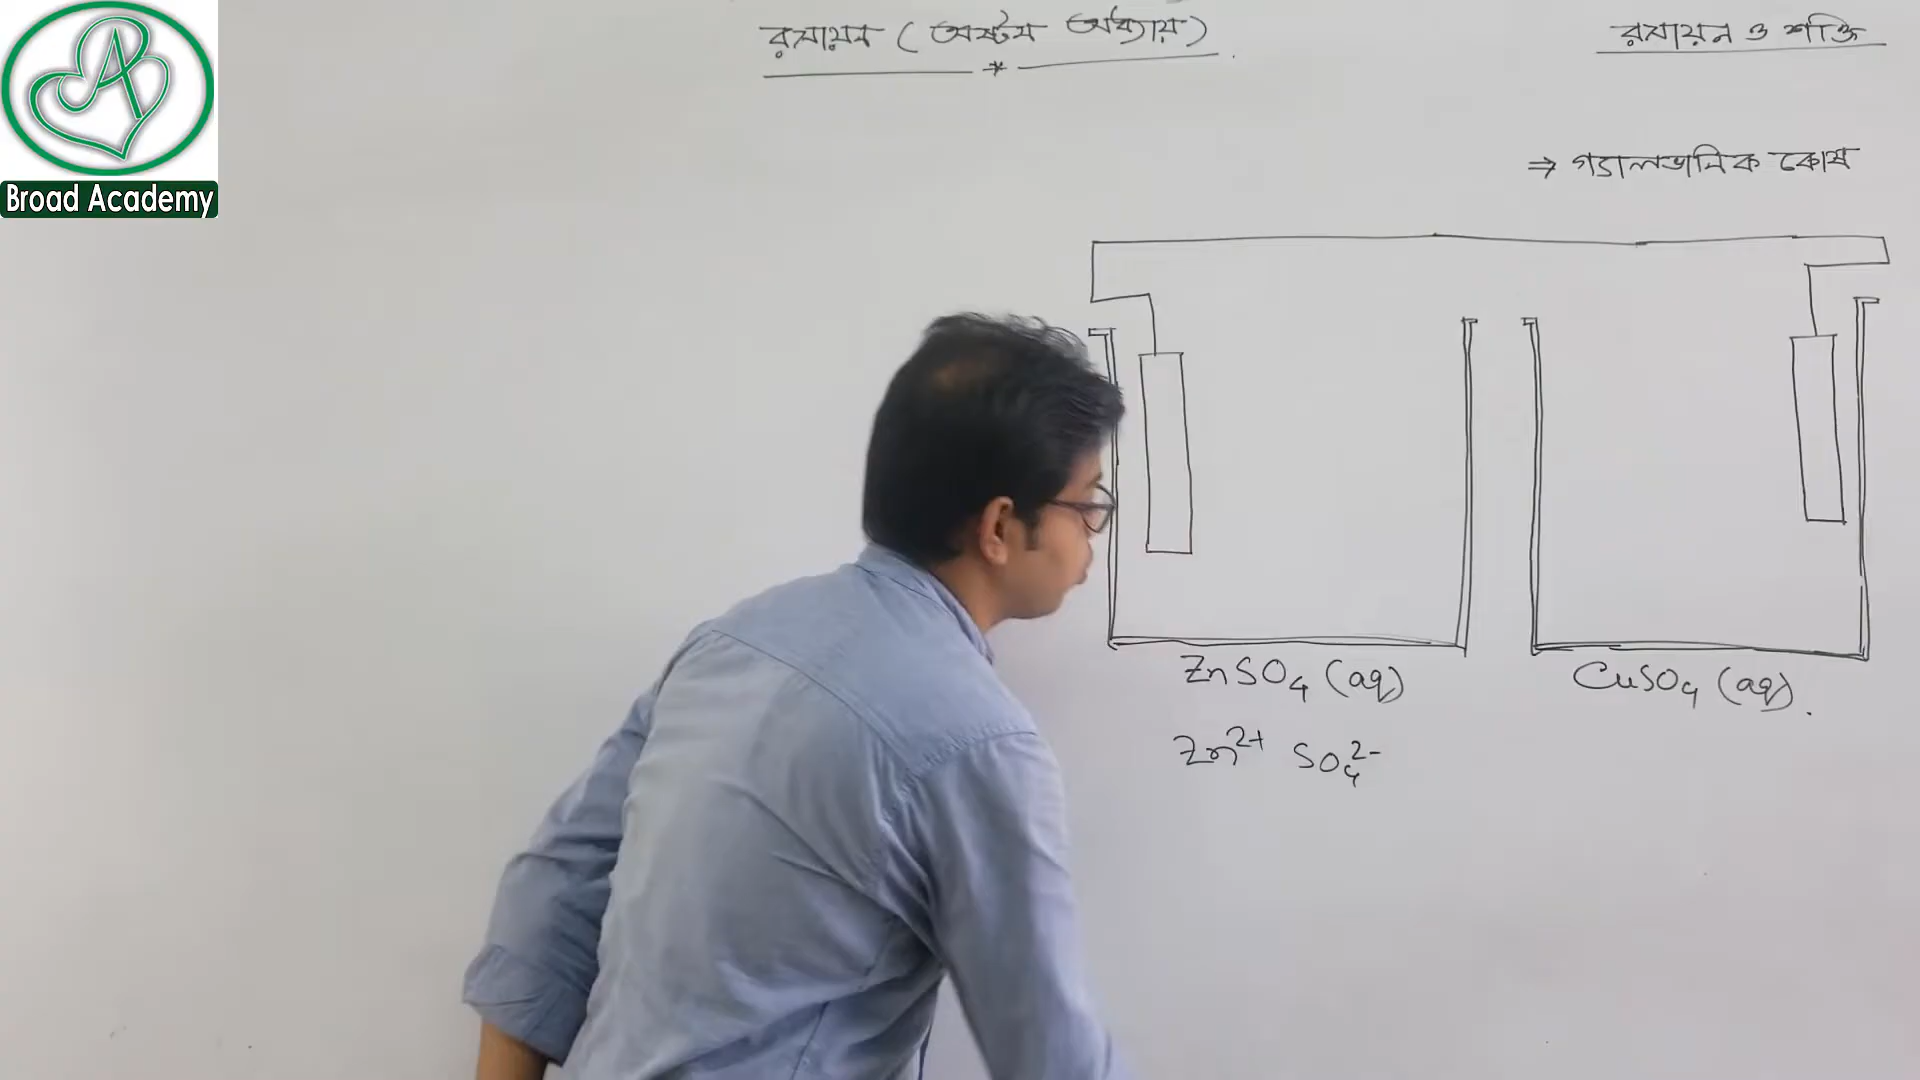 Broad Academy
রসায়ন (অষ্টম অধ্যায়)
রসায়ন ও শক্তি
⇒ গ্যালভানিক কোষ
ZnSO₄ (aq)
CuSO₄ (aq).
Zn²⁺ SO₄²⁻